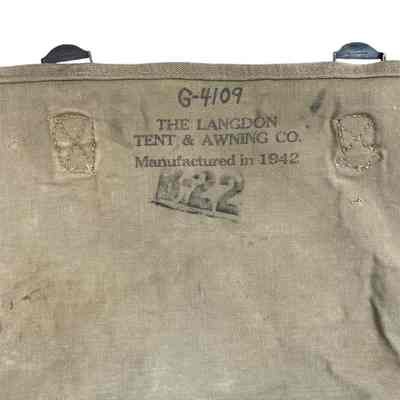 G-4109
THE LANGDON
TENT & AWNING CO.
Manufactured in 1942
B-22